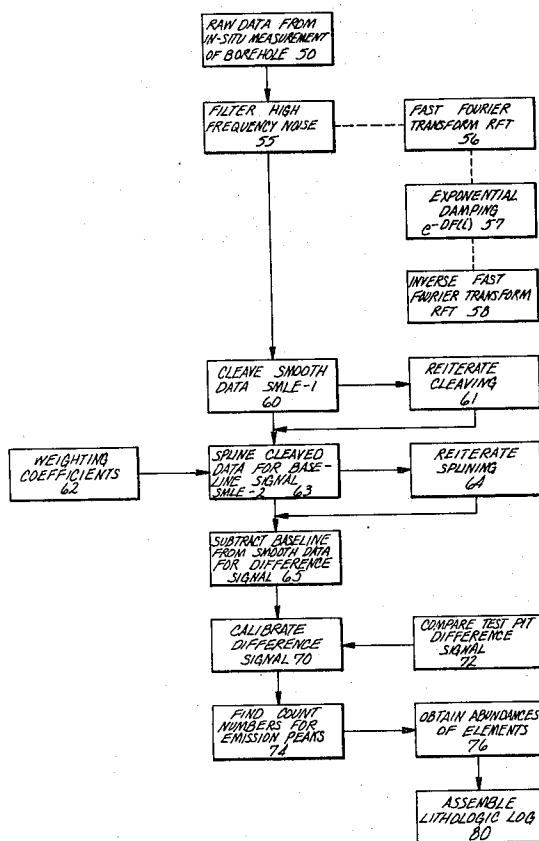 RAW DATA FROM
IN-SITU MEASUREMENT
OF BOREHOLE 50
FILTER HIGH
FREQUENCY NOISE
55
FAST FOURIER
TRANSFORM RFT
56
EXPONENTIAL
DAMPING
e-DF(i) 57
INVERSE FAST
FOURIER TRANSFORM
RFT 58
CLEAVE SMOOTH
DATA SMLE-1
60
REITERATE
CLEAVING
61
WEIGHTING
COEFFICIENTS
62
SPLINE CLEAVED
DATA FOR BASE-
LINE SIGNAL
SMLE-2 63
REITERATE
SPLINING
64
SUBTRACT BASELINE
FROM SMOOTH DATA
FOR DIFFERENCE
SIGNAL 65
CALIBRATE
DIFFERENCE
SIGNAL 70
COMPARE TEST PIT
DIFFERENCE
SIGNAL
72
FIND COUNT
NUMBERS FOR
EMISSION PEAKS
74
OBTAIN ABUNDANCES
OF ELEMENTS
76
ASSEMBLE
LITHOLOGIC LOG
80